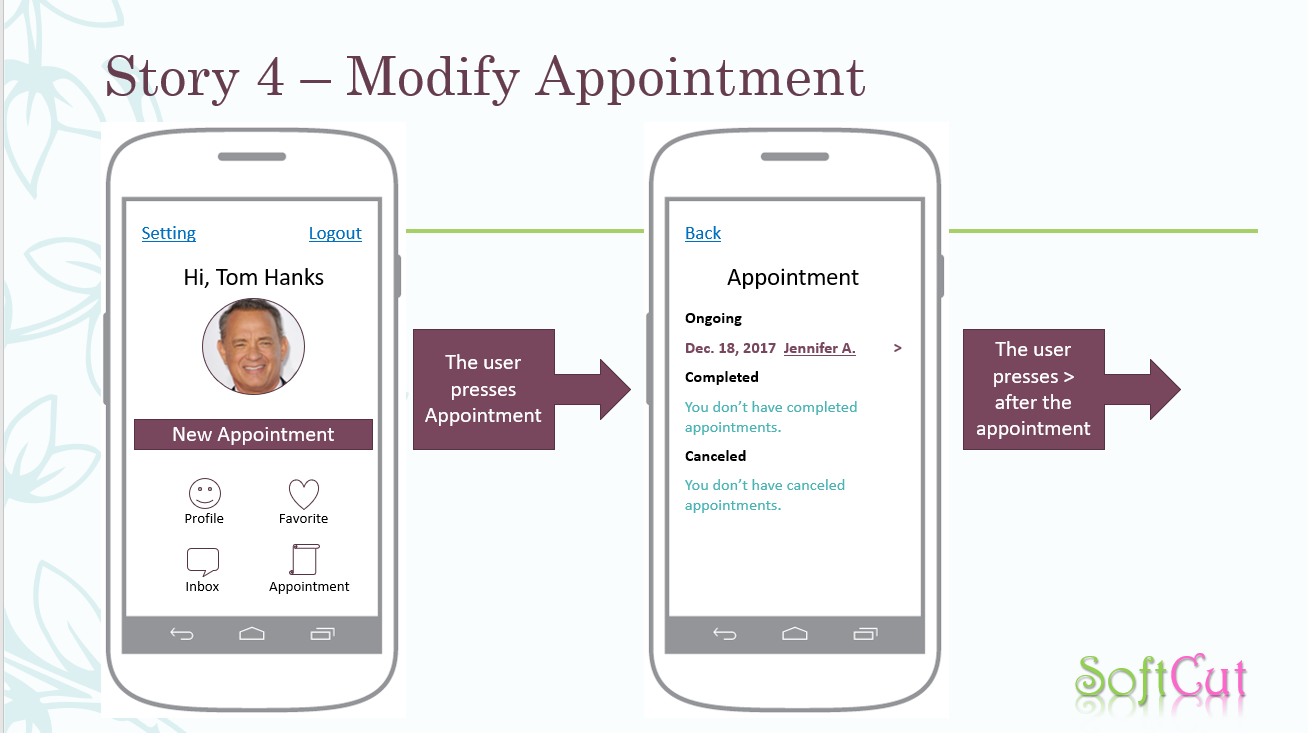 Story 4 – Modify Appointment
Setting
Logout
Hi, Tom Hanks
New Appointment
Profile
Favorite
Inbox
Appointment
The user
presses
Appointment
Back
Appointment
Ongoing
Dec. 18, 2017 Jennifer A. >
Completed
You don’t have completed
appointments.
Canceled
You don’t have canceled
appointments.
The user
presses >
after the
appointment
SoftCut